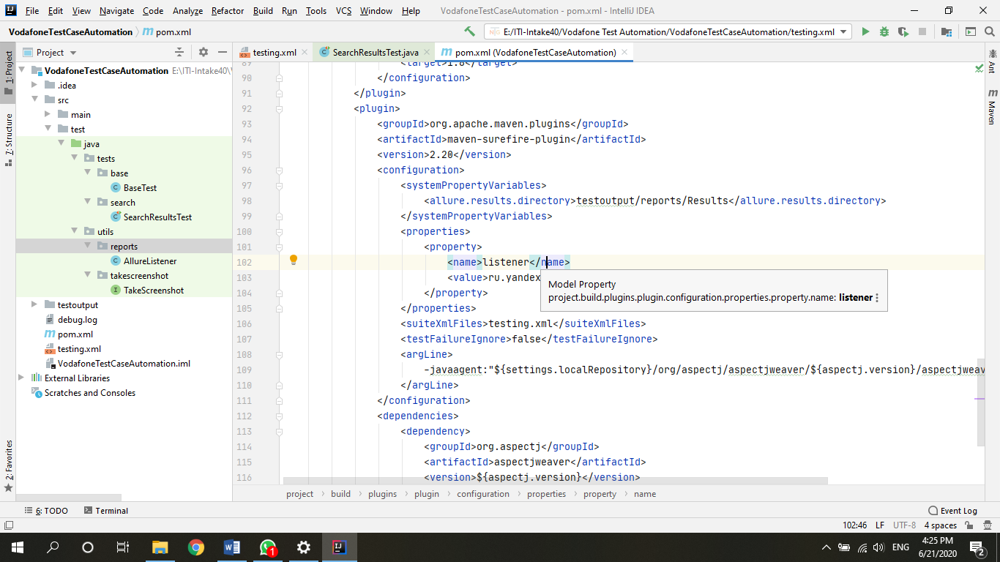 File Edit View Navigate Code Analyze Refactor Build Run Tools VCS Window Help VodafoneTestCaseAutomation - pom.xml - IntelliJ IDEA
VodafoneTestCaseAutomation pom.xml E:/ITI-Intake40/Vodafone Test Automation/VodafoneTestCaseAutomation/testing.xml
Project
testing.xml SearchResultsTest.java pom.xml (VodafoneTestCaseAutomation)
1: Project
7: Structure
2: Favorites
VodafoneTestCaseAutomation E:\ITI-Intake40\
.idea
src
main
test
java
tests
base
BaseTest
search
SearchResultsTest
utils
reports
AllureListener
takescreenshot
TakeScreenshot
testoutput
debug.log
pom.xml
testing.xml
VodafoneTestCaseAutomation.iml
External Libraries
Scratches and Consoles
89 <target>1.8</target>
90 </configuration>
91 </plugin>
92 <plugin>
93 <groupId>org.apache.maven.plugins</groupId>
94 <artifactId>maven-surefire-plugin</artifactId>
95 <version>2.20</version>
96 <configuration>
97 <systemPropertyVariables>
98 <allure.results.directory>testoutput/reports/Results</allure.results.directory>
99 </systemPropertyVariables>
100 <properties>
101 <property>
102 <name>listener</name>
103 <value>ru.yandex
104 </property>
105 </properties>
106 <suiteXmlFiles>testing.xml</suiteXmlFiles>
107 <testFailureIgnore>false</testFailureIgnore>
108 <argLine>
109 -javaagent:"${settings.localRepository}/org/aspectj/aspectjweaver/${aspectj.version}/aspectjweav
110 </argLine>
111 </configuration>
112 <dependencies>
113 <dependency>
114 <groupId>org.aspectj</groupId>
115 <artifactId>aspectjweaver</artifactId>
116 <version>${aspectj.version}</version>
Model Property
project.build.plugins.plugin.configuration.properties.property.name: listener
Ant
Maven
project build plugins plugin configuration properties property name
6: TODO Terminal Event Log
102:46 LF UTF-8 4 spaces
4:25 PM
ENG
6/21/2020
1
2